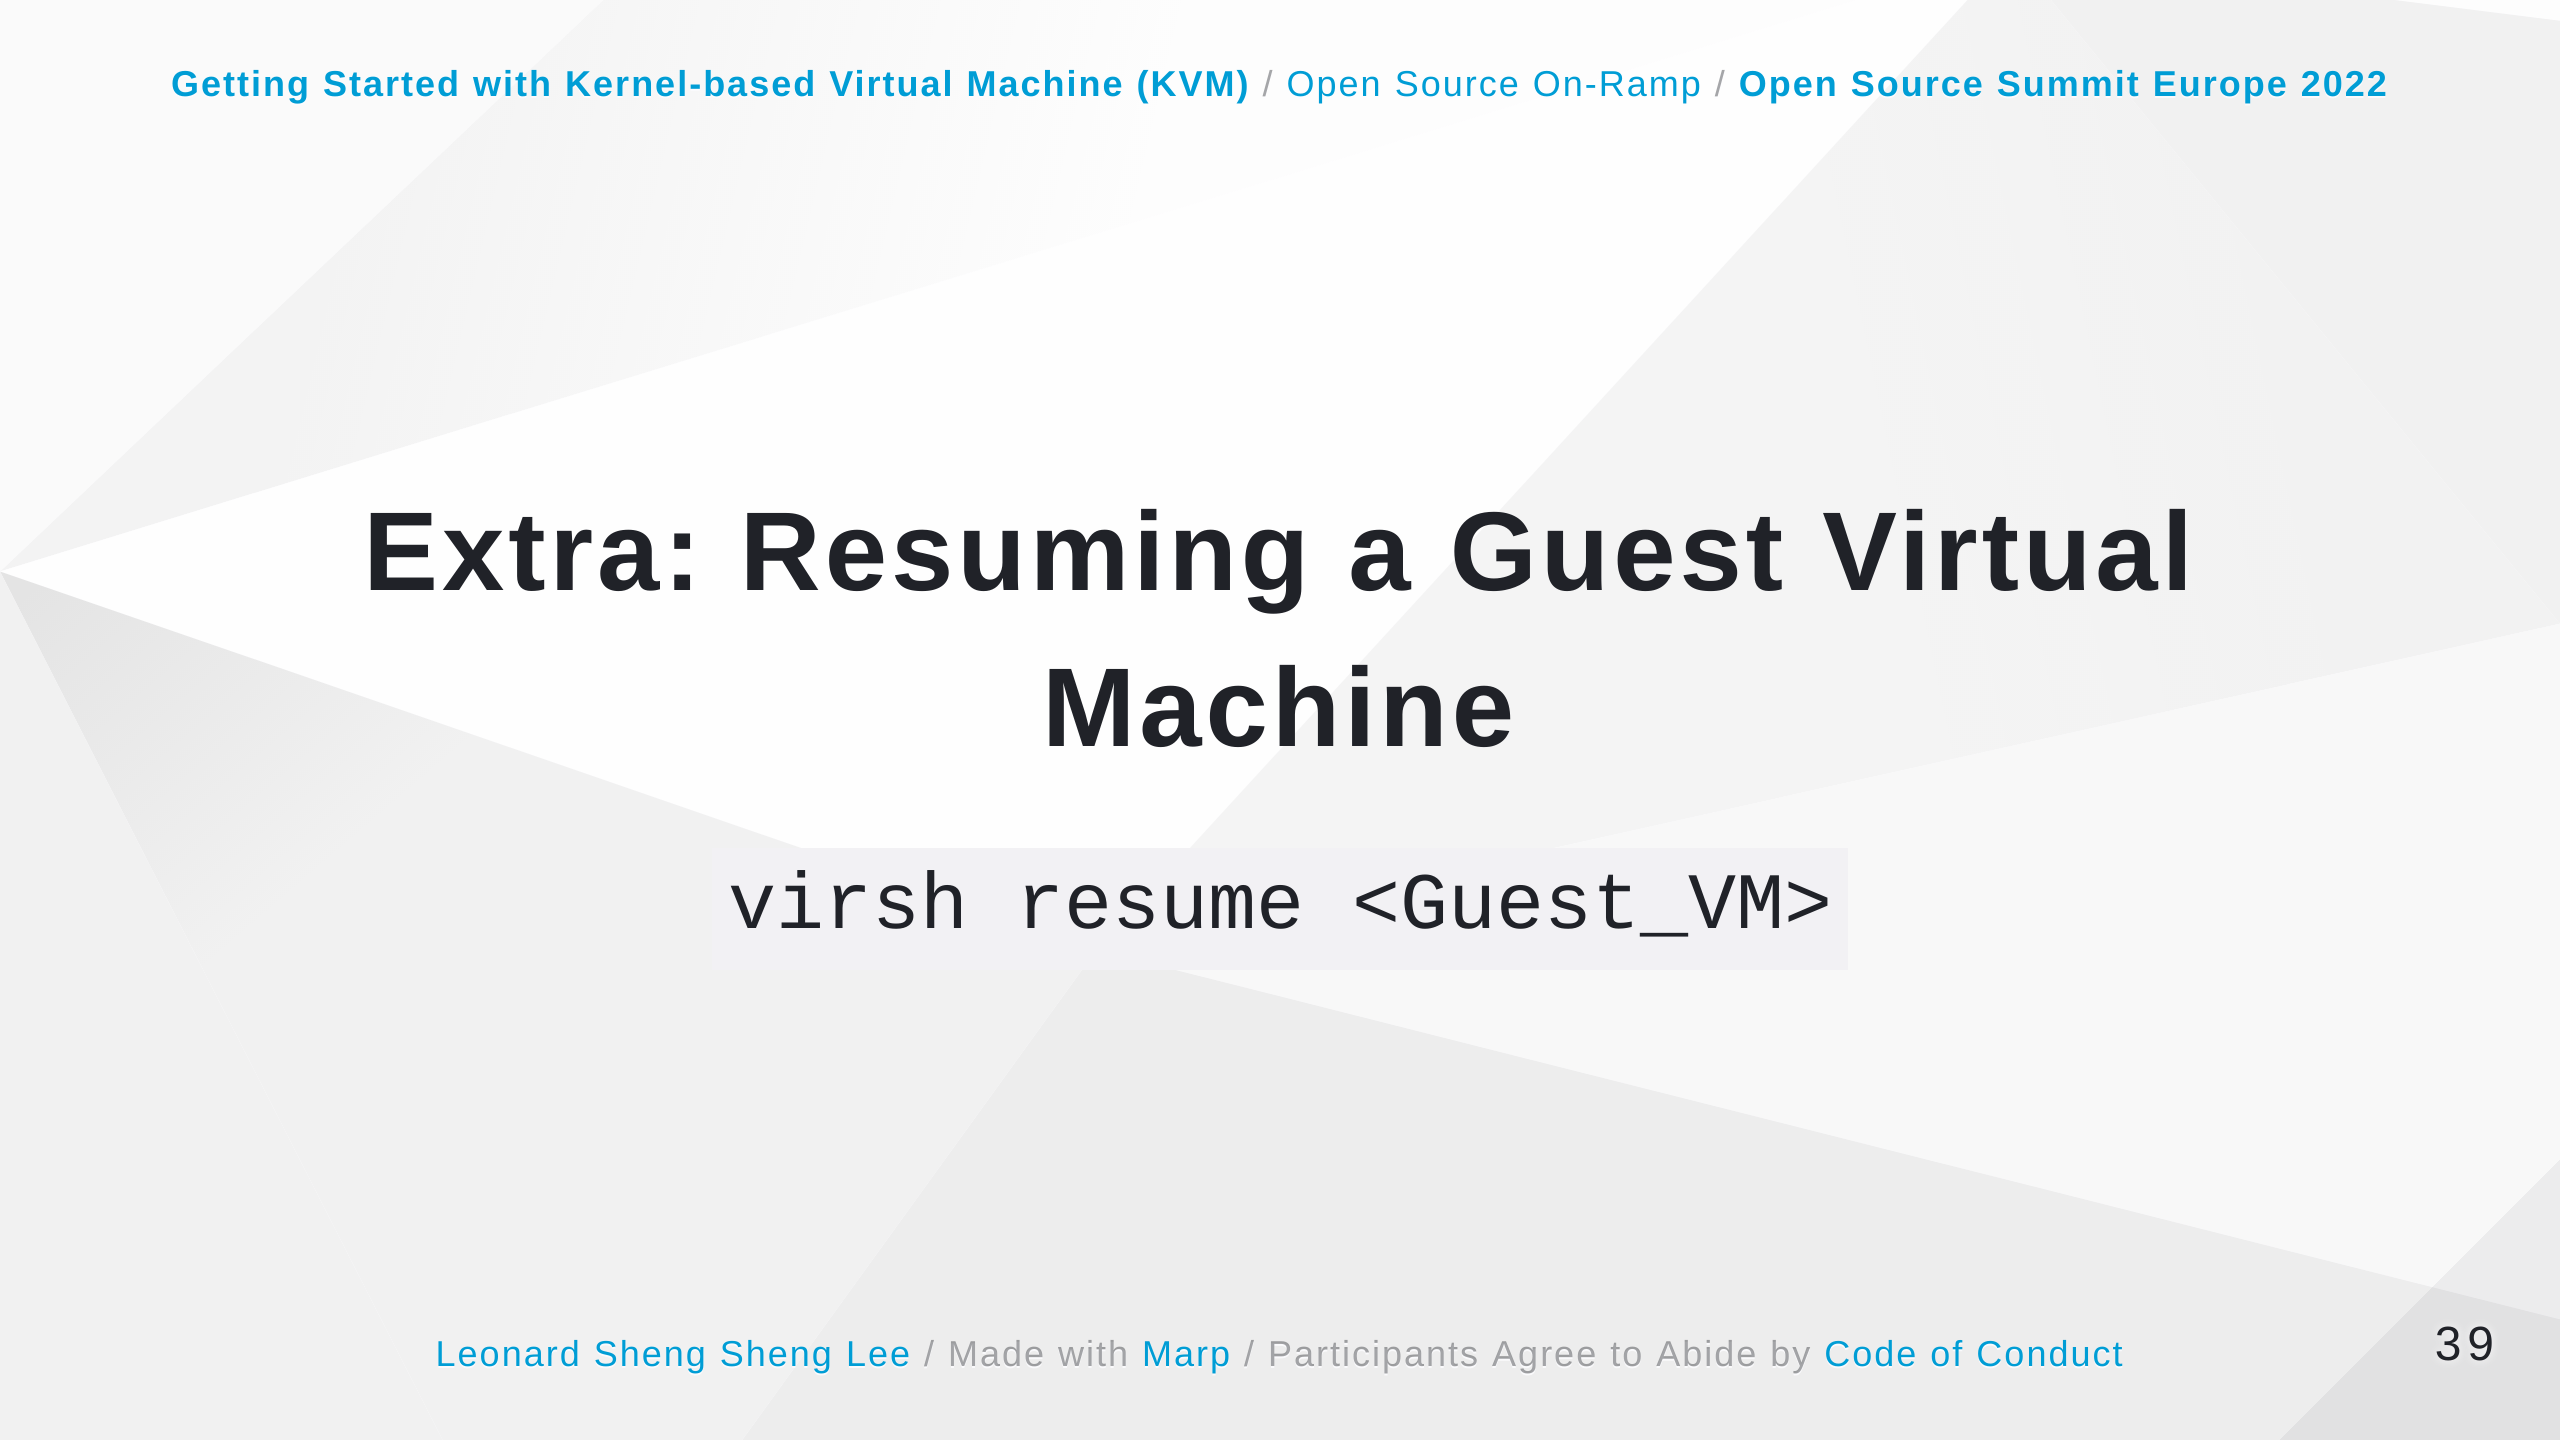 Getting Started with Kernel-based Virtual Machine (KVM) / Open Source On-Ramp / Open Source Summit Europe 2022
Extra: Resuming a Guest Virtual
Machine
virsh resume <Guest_VM>
Leonard Sheng Sheng Lee / Made with Marp / Participants Agree to Abide by Code of Conduct
39